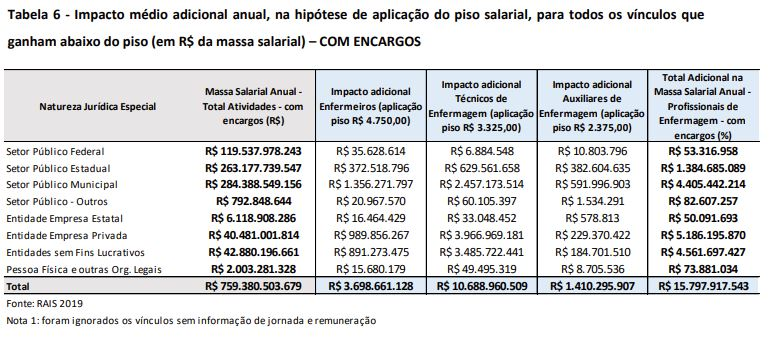 Tabela 6 - Impacto médio adicional anual, na hipótese de aplicação do piso salarial, para todos os vínculos que
ganham abaixo do piso (em R$ da massa salarial) – COM ENCARGOS
Natureza Jurídica Especial | Massa Salarial Anual - Total Atividades - com encargos (R$) | Impacto adicional Enfermeiros (aplicação piso R$ 4.750,00) | Impacto adicional Técnicos de Enfermagem (aplicação piso R$ 3.325,00) | Impacto adicional Auxiliares de Enfermagem (aplicação piso R$ 2.375,00) | Total Adicional na Massa Salarial Anual - Profissionais de Enfermagem - com encargos (%)
Setor Público Federal R$ 119.537.978.243 R$ 35.628.614 R$ 6.884.548 R$ 10.803.796 R$ 53.316.958
Setor Público Estadual R$ 263.177.739.547 R$ 372.518.796 R$ 629.561.658 R$ 382.604.635 R$ 1.384.685.089
Setor Público Municipal R$ 284.388.549.156 R$ 1.356.271.797 R$ 2.457.173.514 R$ 591.996.903 R$ 4.405.442.214
Setor Público - Outros R$ 792.848.644 R$ 20.967.570 R$ 60.105.397 R$ 1.534.291 R$ 82.607.257
Entidade Empresa Estatal R$ 6.118.908.286 R$ 16.464.429 R$ 33.048.452 R$ 578.813 R$ 50.091.693
Entidade Empresa Privada R$ 40.481.001.814 R$ 989.856.267 R$ 3.966.969.181 R$ 229.370.422 R$ 5.186.195.870
Entidades sem Fins Lucrativos R$ 42.880.196.661 R$ 891.273.475 R$ 3.485.722.441 R$ 184.701.510 R$ 4.561.697.427
Pessoa Física e outras Org. Legais R$ 2.003.281.328 R$ 15.680.179 R$ 49.495.319 R$ 8.705.536 R$ 73.881.034
Total R$ 759.380.503.679 R$ 3.698.661.128 R$ 10.688.960.509 R$ 1.410.295.907 R$ 15.797.917.543
Fonte: RAIS 2019
Nota 1: foram ignorados os vínculos sem informação de jornada e remuneração